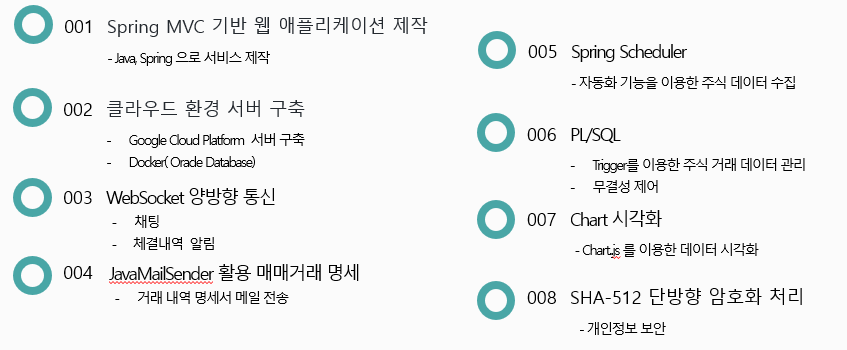 001 Spring MVC 기반 웹 애플리케이션 제작
- Java, Spring 으로 서비스 제작
002 클라우드 환경 서버 구축
- Google Cloud Platform 서버 구축
- Docker( Oracle Database)
003 WebSocket 양방향 통신
- 채팅
- 체결내역 알림
004 JavaMailSender 활용 매매거래 명세
- 거래 내역 명세서 메일 전송
005 Spring Scheduler
- 자동화 기능을 이용한 주식 데이터 수집
006 PL/SQL
- Trigger를 이용한 주식 거래 데이터 관리
- 무결성 제어
007 Chart 시각화
- Chart.js 를 이용한 데이터 시각화
008 SHA-512 단방향 암호화 처리
- 개인정보 보안